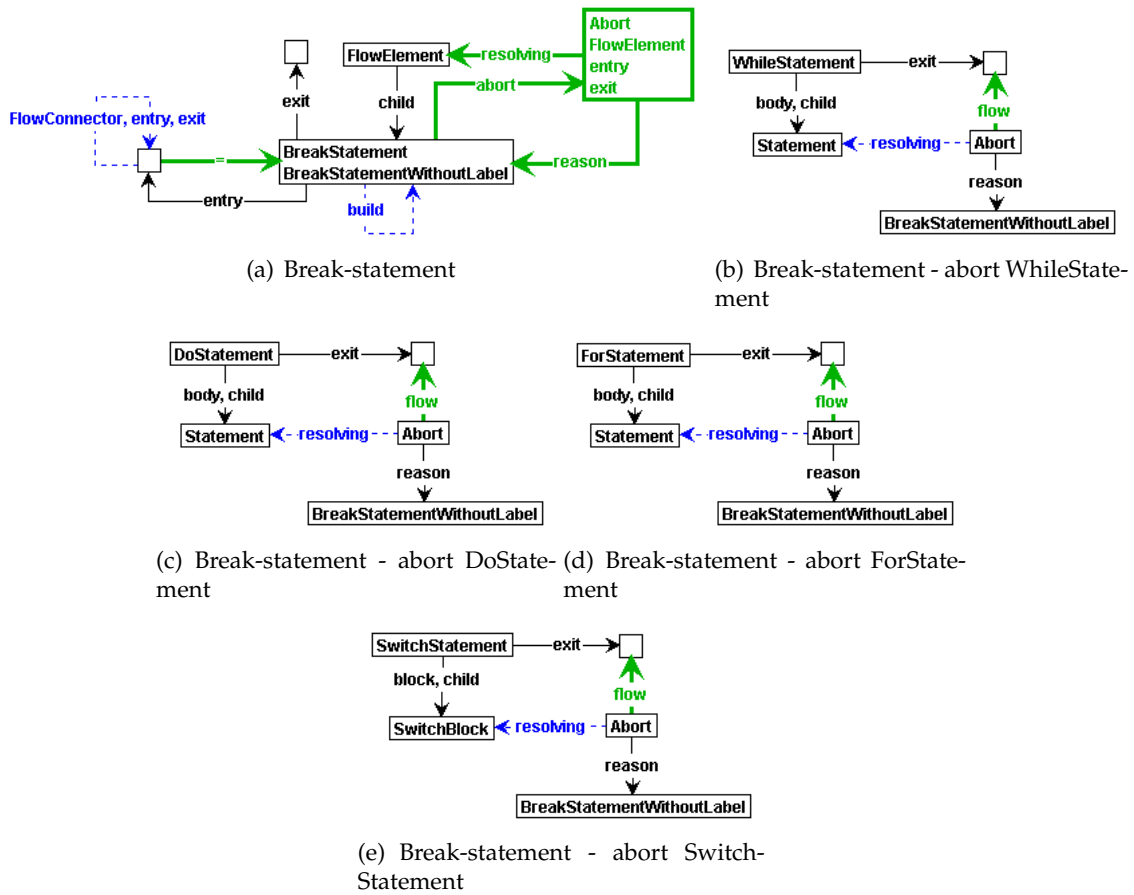 Abort
FlowElement
entry
exit
FlowElement
resolving
exit
child
abort
FlowConnector, entry, exit
=
BreakStatement
BreakStatementWithoutLabel
reason
entry
build
(a) Break-statement
WhileStatement
exit
body, child
flow
Statement
resolving
Abort
reason
BreakStatementWithoutLabel
(b) Break-statement - abort WhileState-
ment
DoStatement
exit
body, child
flow
Statement
resolving
Abort
reason
BreakStatementWithoutLabel
(c) Break-statement - abort DoState-
ment
ForStatement
exit
body, child
flow
Statement
resolving
Abort
reason
BreakStatementWithoutLabel
(d) Break-statement - abort ForState-
ment
SwitchStatement
exit
block, child
flow
SwitchBlock
resolving
Abort
reason
BreakStatementWithoutLabel
(e) Break-statement - abort Switch-
Statement